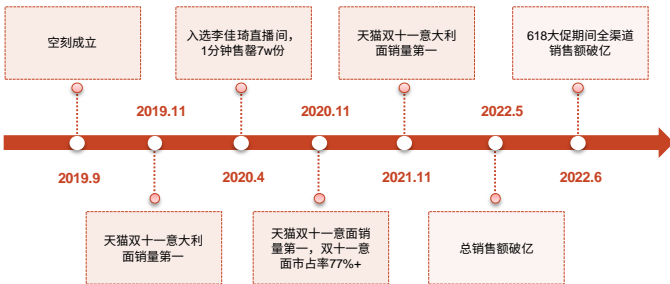 空刻成立
入选李佳琦直播间，
1分钟售罄7w份
天猫双十一意大利
面销量第一
618大促期间全渠道
销售额破亿
2019.11
2020.11
2022.5
2019.9
2020.4
2021.11
2022.6
天猫双十一意大利
面销量第一
天猫双十一意面销
量第一，双十一意
面市占率77%+
总销售额破亿